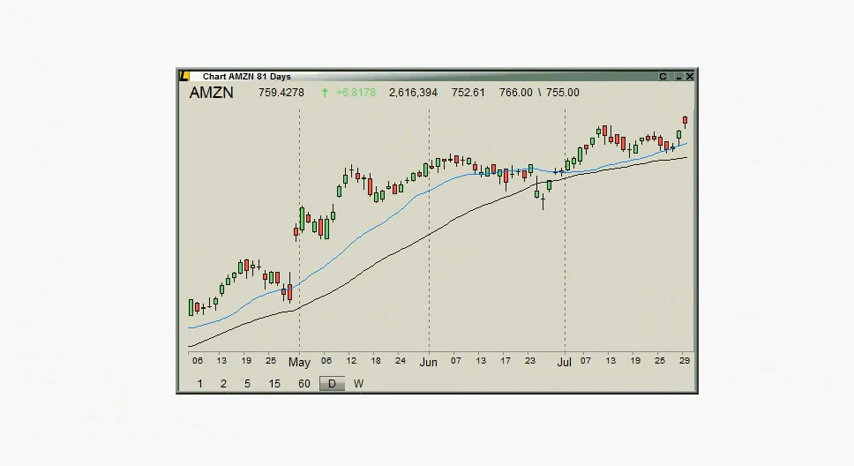 Chart AMZN 81 Days C
AMZN 759.4278 ↑ +6.8178 2,616,394 752.61 766.00 \ 755.00
06 13 19 25 May 06 12 18 24 Jun 07 13 17 23 Jul 07 13 19 25 29
1 2 5 15 60 D W